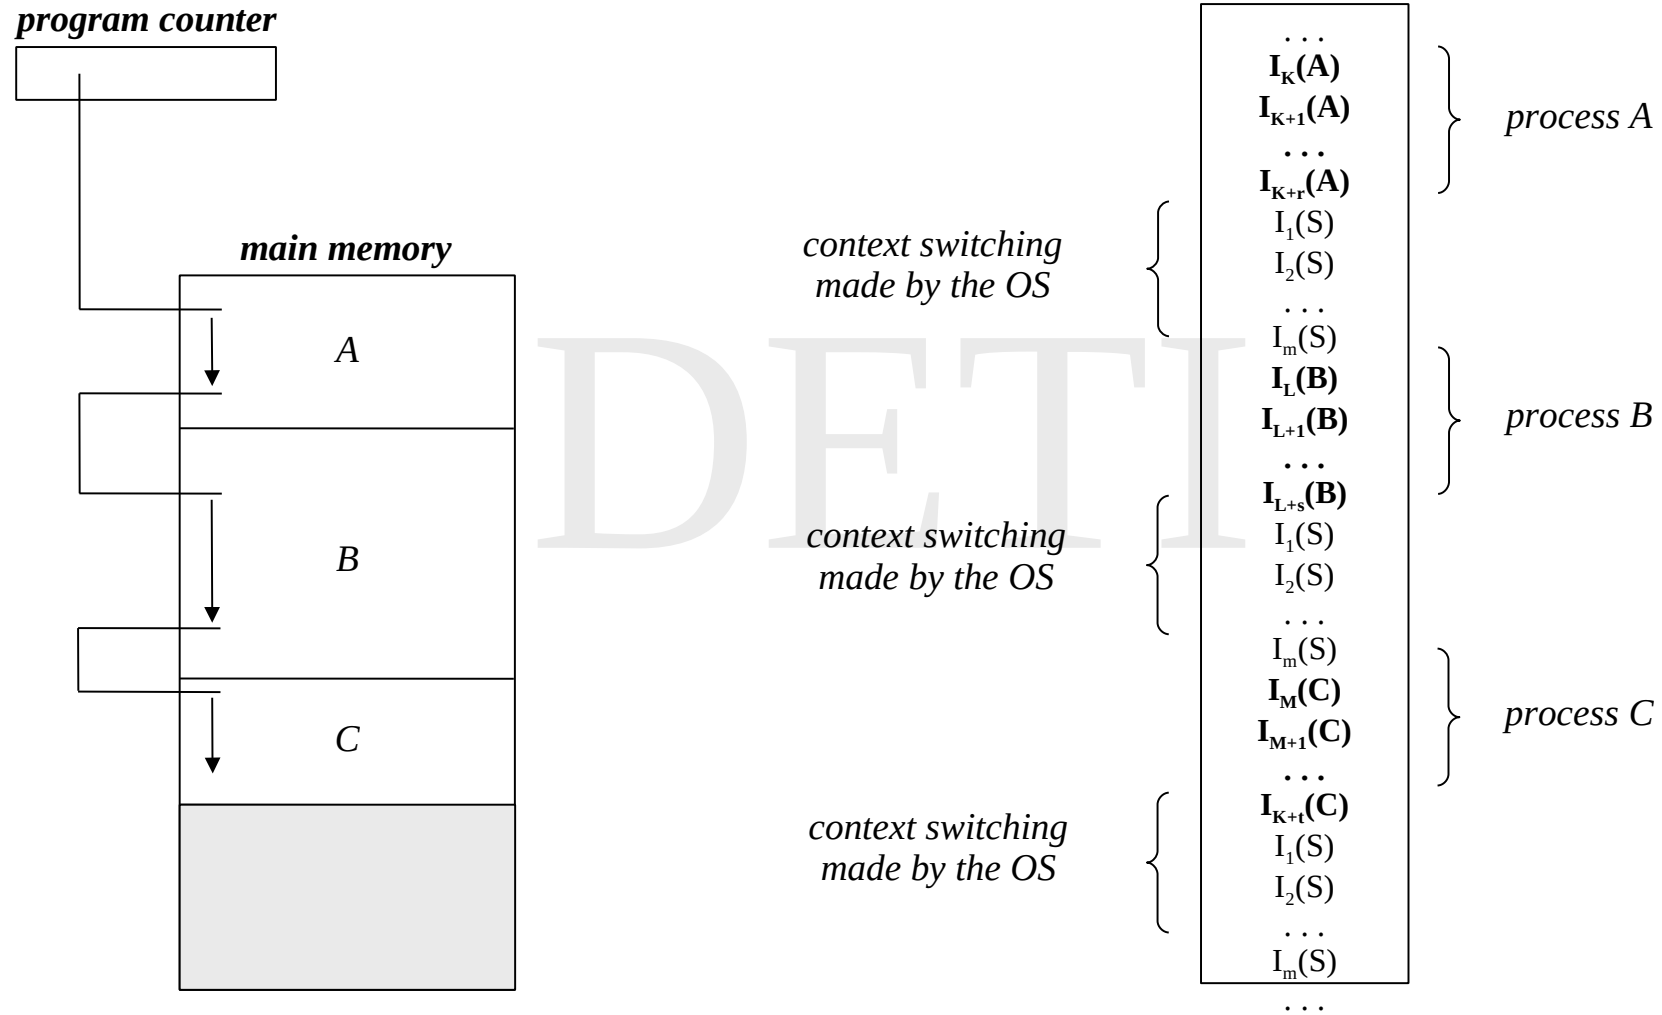 program counter
main memory
A
B
C
DETI
context switching
made by the OS
context switching
made by the OS
context switching
made by the OS
. . .
I_K(A)
I_K+1(A)
. . .
I_K+r(A)
I_1(S)
I_2(S)
. . .
I_m(S)
I_L(B)
I_L+1(B)
. . .
I_L+s(B)
I_1(S)
I_2(S)
. . .
I_m(S)
I_M(C)
I_M+1(C)
. . .
I_K+t(C)
I_1(S)
I_2(S)
. . .
I_m(S)
. . .
process A
process B
process C